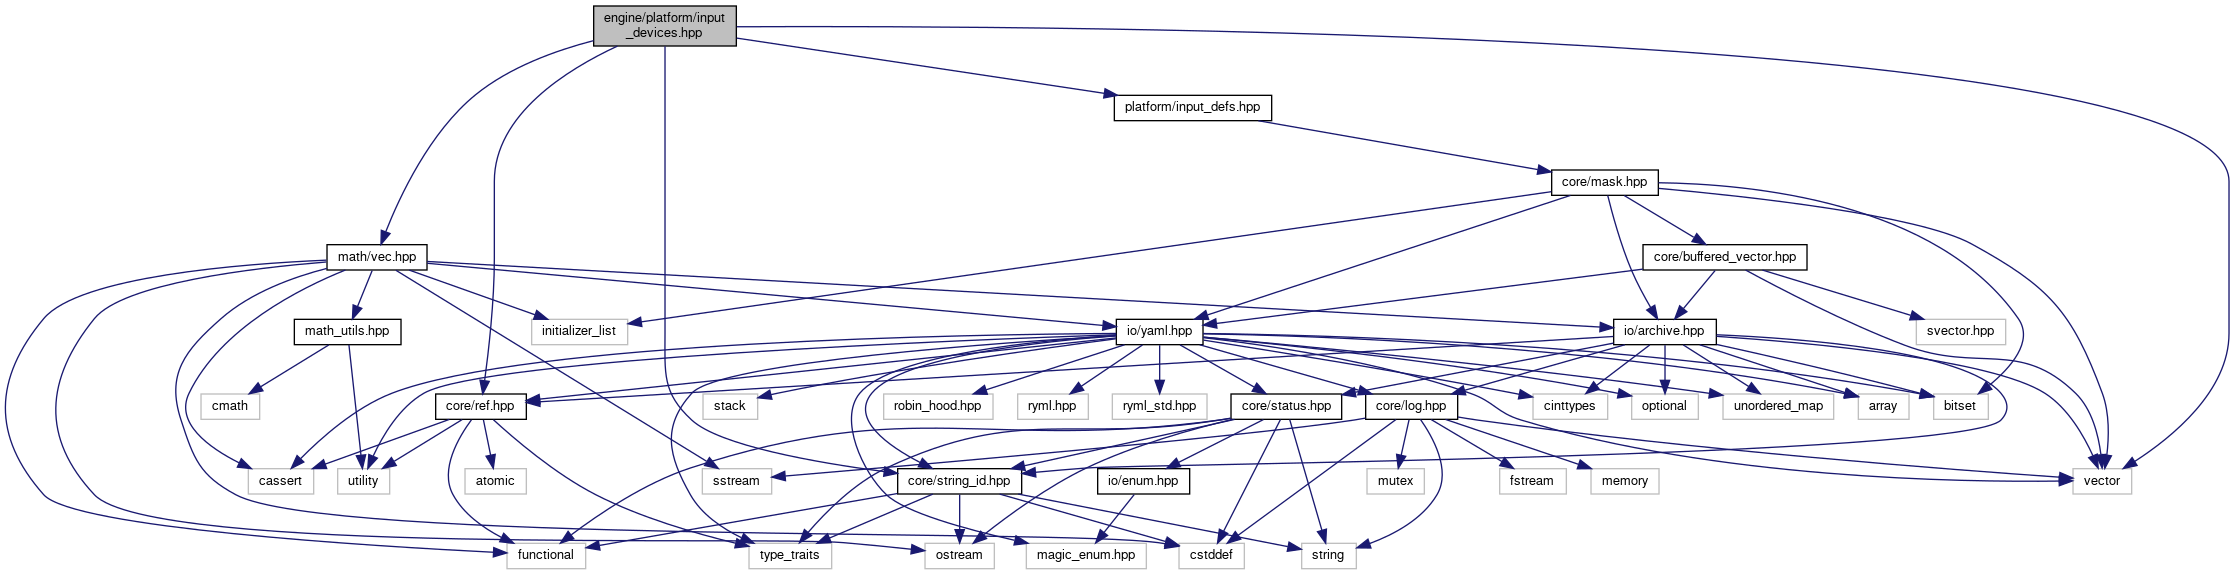 engine/platform/input
_devices.hpp
platform/input_defs.hpp
core/mask.hpp
math/vec.hpp
core/buffered_vector.hpp
math_utils.hpp
initializer_list
io/yaml.hpp
io/archive.hpp
svector.hpp
cmath
core/ref.hpp
stack
robin_hood.hpp
ryml.hpp
ryml_std.hpp
core/status.hpp
core/log.hpp
cinttypes
optional
unordered_map
array
bitset
cassert
utility
atomic
sstream
core/string_id.hpp
io/enum.hpp
mutex
fstream
memory
vector
functional
type_traits
ostream
magic_enum.hpp
cstddef
string